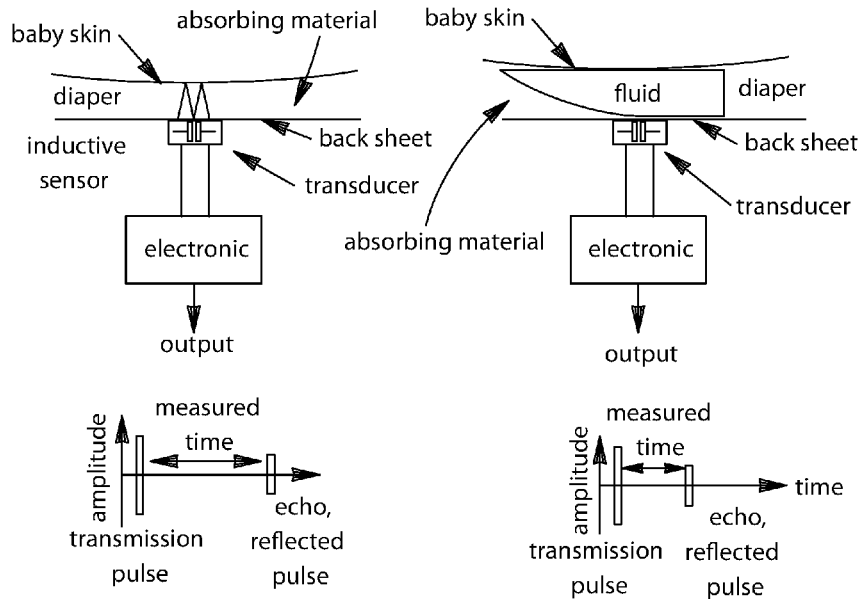 baby skin
absorbing material
diaper
inductive
sensor
back sheet
transducer
electronic
output
measured
time
amplitude
transmission
pulse
echo,
reflected
pulse
baby skin
fluid
diaper
back sheet
transducer
absorbing material
electronic
output
measured
time
amplitude
time
transmission
pulse
echo,
reflected
pulse